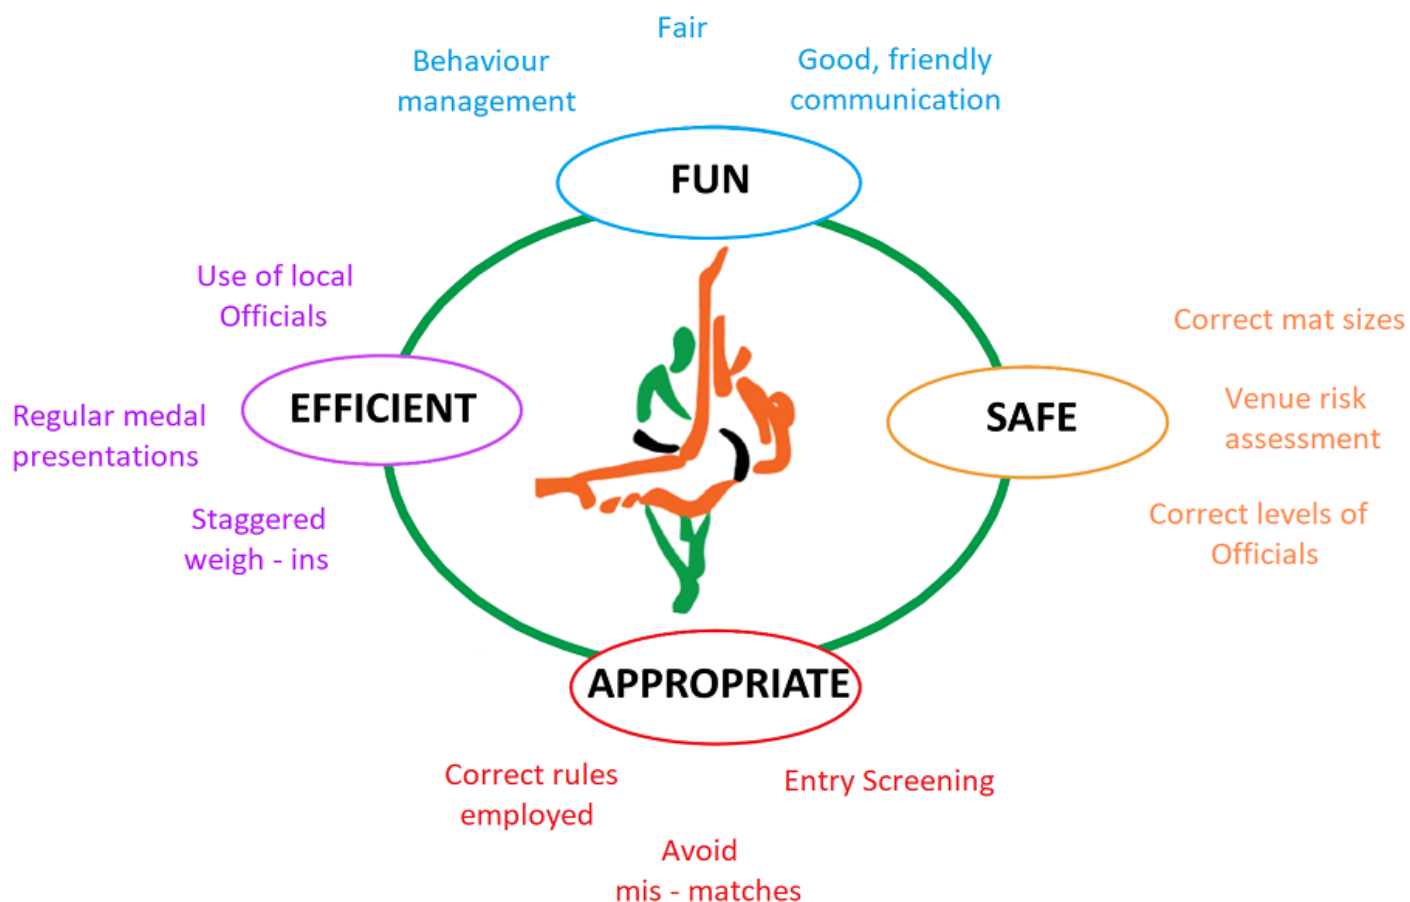 Fair
Behaviour
management
Good, friendly
communication
FUN
Use of local
Officials
EFFICIENT
Regular medal
presentations
Staggered
weigh - ins
Correct mat sizes
SAFE
Venue risk
assessment
Correct levels of
Officials
APPROPRIATE
Correct rules
employed
Entry Screening
Avoid
mis - matches